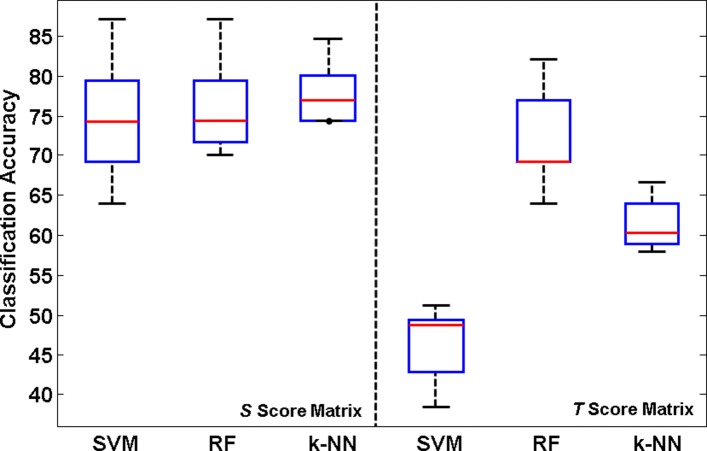 Classification Accuracy
85
80
75
70
65
60
55
50
45
40
S Score Matrix
T Score Matrix
SVM RF k-NN SVM RF k-NN